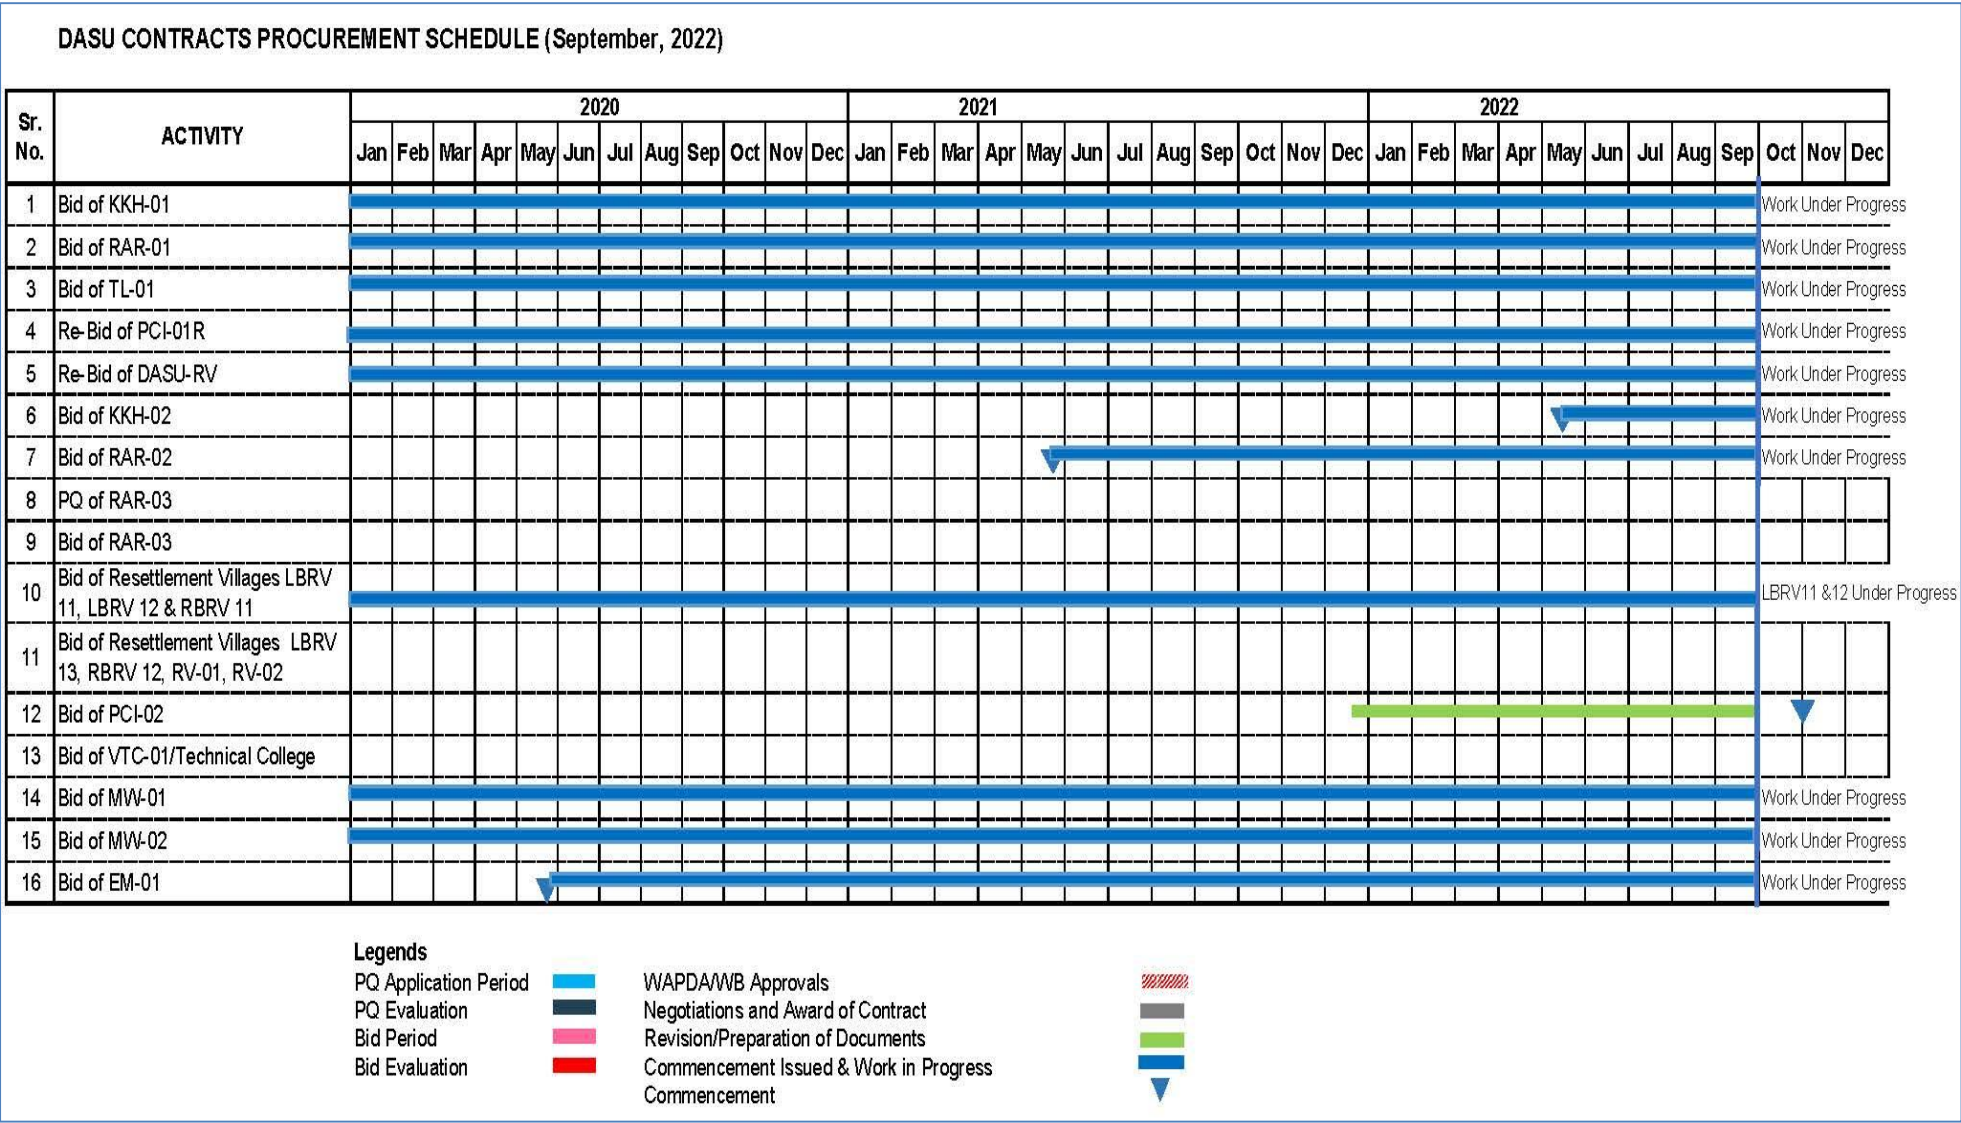 DASU CONTRACTS PROCUREMENT SCHEDULE (September, 2022)
Sr. No. ACTIVITY 2020 2021 2022
Jan Feb Mar Apr May Jun Jul Aug Sep Oct Nov Dec Jan Feb Mar Apr May Jun Jul Aug Sep Oct Nov Dec Jan Feb Mar Apr May Jun Jul Aug Sep Oct Nov Dec
1 Bid of KKH-01 Work Under Progress
2 Bid of RAR-01 Work Under Progress
3 Bid of TL-01 Work Under Progress
4 Re-Bid of PCI-01R Work Under Progress
5 Re-Bid of DASU-RV Work Under Progress
6 Bid of KKH-02 Work Under Progress
7 Bid of RAR-02 Work Under Progress
8 PQ of RAR-03
9 Bid of RAR-03
10 Bid of Resettlement Villages LBRV
11, LBRV 12 & RBRV 11 LBRV11 &12 Under Progress
11 Bid of Resettlement Villages LBRV
13, RBRV 12, RV-01, RV-02
12 Bid of PCI-02
13 Bid of VTC-01/Technical College
14 Bid of MW-01 Work Under Progress
15 Bid of MW-02 Work Under Progress
16 Bid of EM-01 Work Under Progress
Legends
PQ Application Period WAPDA/WB Approvals
PQ Evaluation Negotiations and Award of Contract
Bid Period Revision/Preparation of Documents
Bid Evaluation Commencement Issued & Work in Progress
Commencement